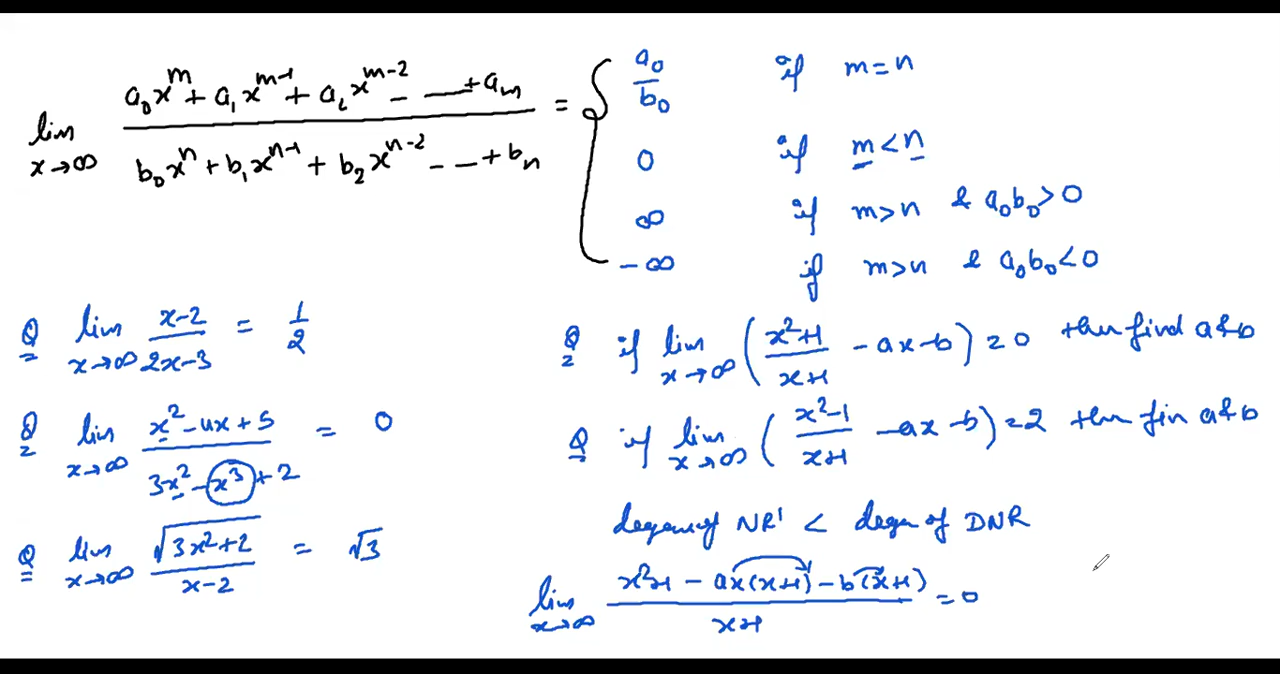 lim x→∞ (a₀x^m + a₁x^(m-1) + a₂x^(m-2) - — + a_m) / (b₀x^n + b₁x^(n-1) + b₂x^(n-2) - — + b_n) = {
a₀/b₀ if m = n
0 if m < n
∞ if m > n & a₀b₀ > 0
-∞ if m > n & a₀b₀ < 0
Q lim x→∞ (x-2)/(2x-3) = 1/2
Q lim x→∞ (x² - 4x + 5)/(3x² - x³ + 2) = 0
Q lim x→∞ √(3x²+2)/(x-2) = √3
Q if lim x→∞ ((x²+1)/(x+1) - ax - b) = 0 then find a & b
Q if lim x→∞ ((x²-1)/(x+1) - ax - b) = 2 then fin a & b
degree of NR' < degree of DNR
lim x→∞ (x²+1 - ax(x+1) - b(x+1))/(x+1) = 0